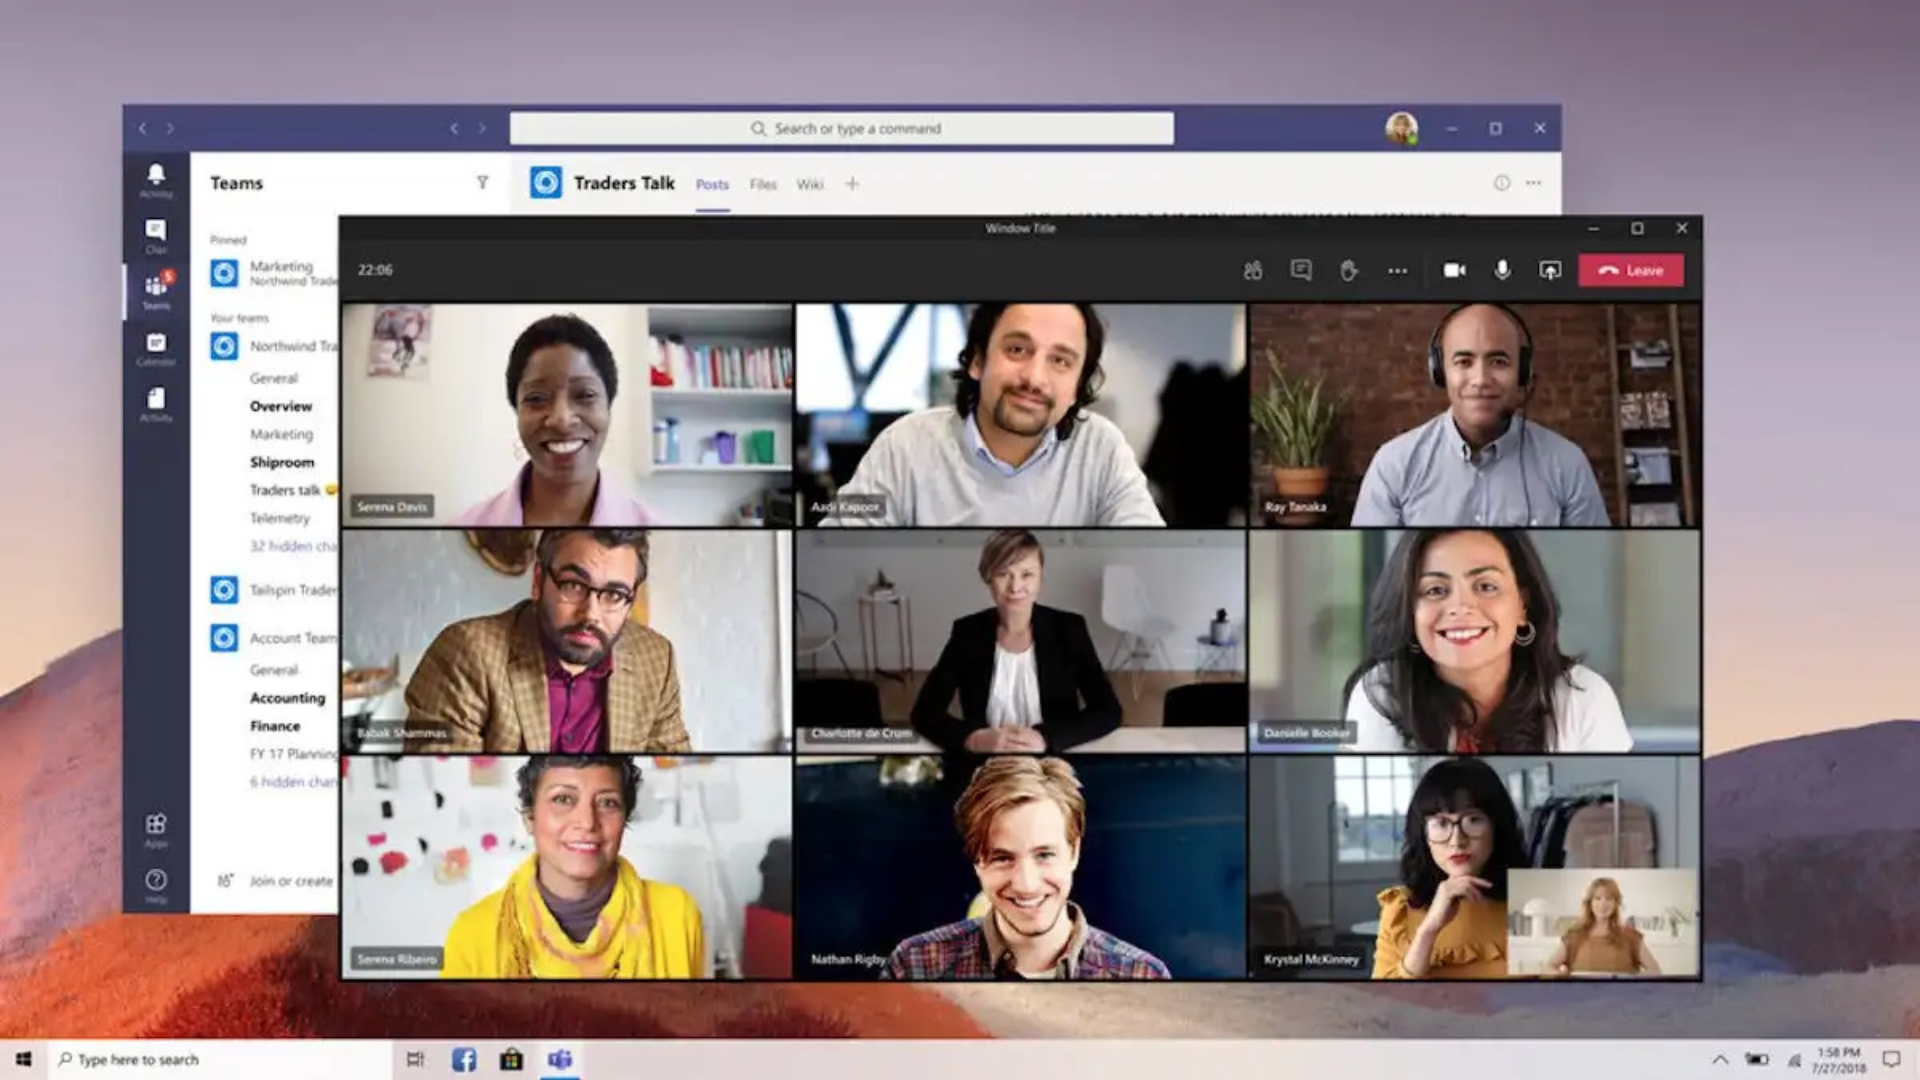 Search or type a command
Activity
Chat
5
Teams
Calendar
Activity
Apps
Help
Teams
Pinned
Marketing
Northwind Trade
Your teams
Northwind Tra
General
Overview
Marketing
Shiproom
Traders talk
Telemetry
32 hidden cha
Tailspin Trader
Account Team
General
Accounting
Finance
FY 17 Planning
6 hidden chan
Join or create
Traders Talk
Posts
Files
Wiki
Window Title
22:06
Leave
Serena Davis
Aadi Kapoor
Ray Tanaka
Babak Shammas
Charlotte de Crum
Danielle Booker
Serena Ribeiro
Nathan Rigby
Krystal McKinney
Type here to search
1:58 PM
7/27/2018